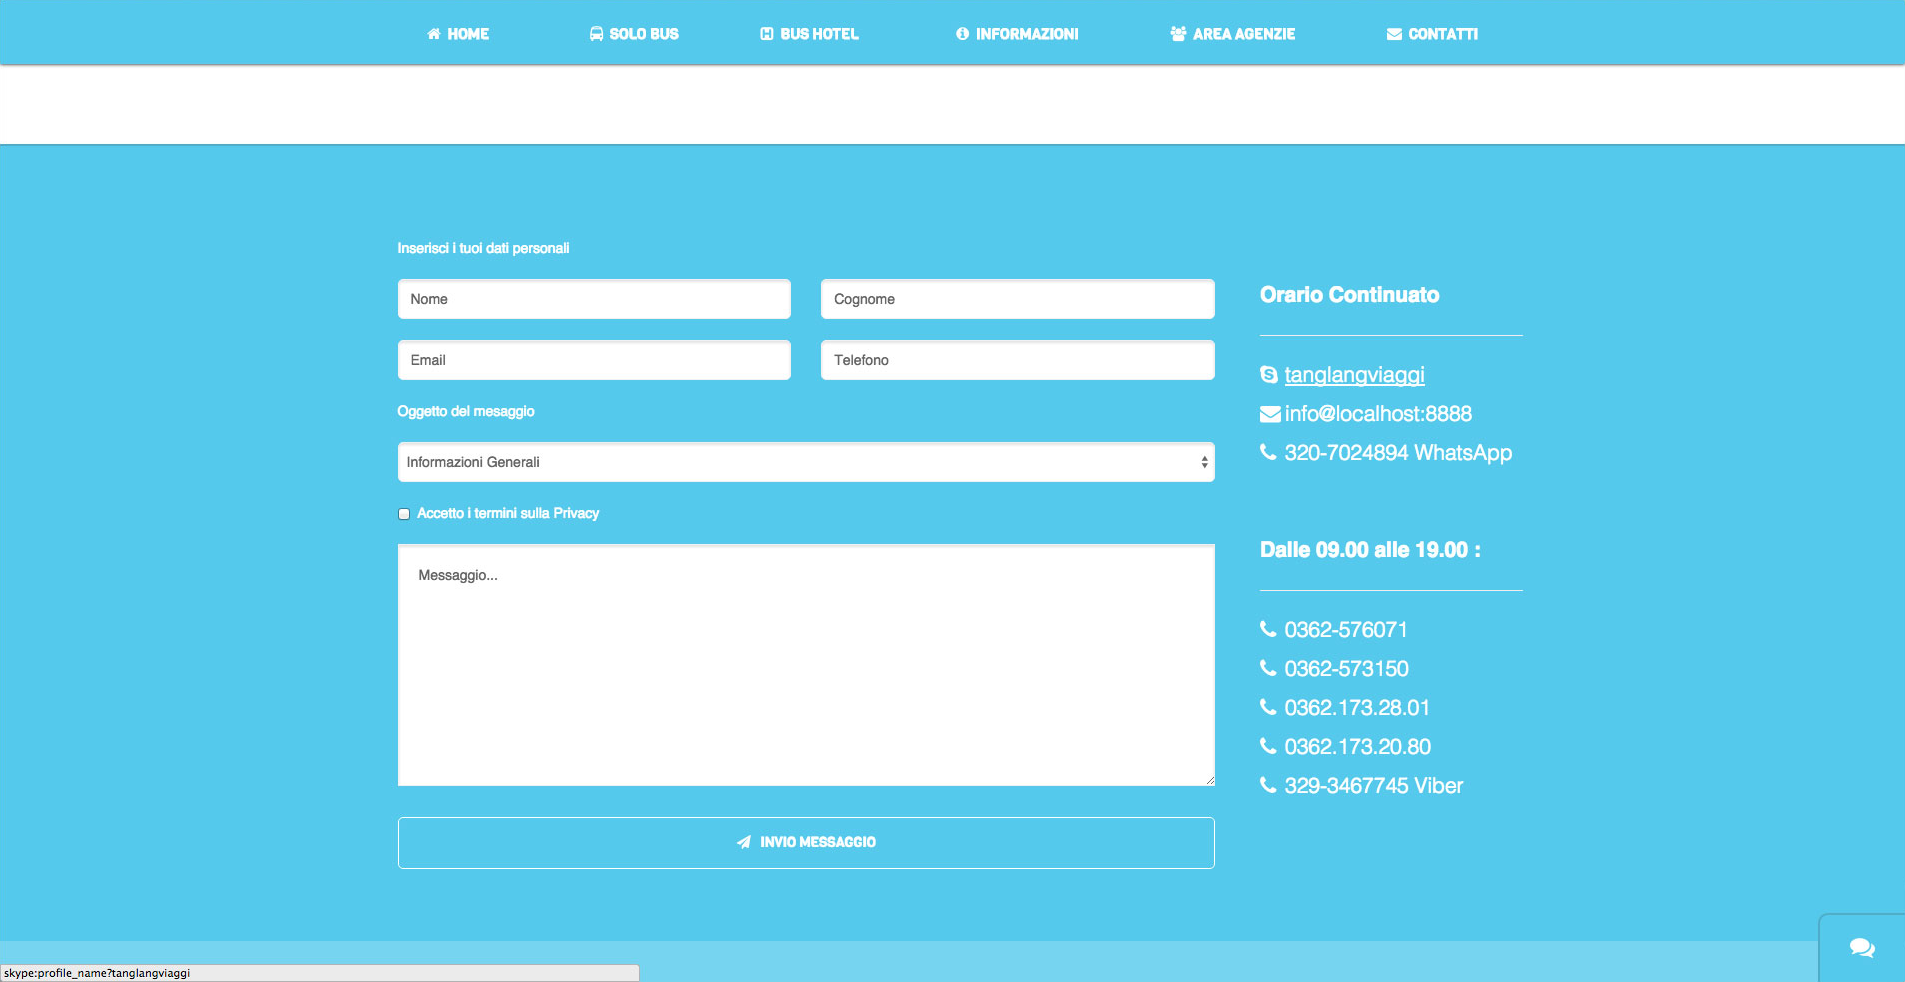 HOME SOLO BUS BUS HOTEL INFORMAZIONI AREA AGENZIE CONTATTI
Inserisci i tuoi dati personali
Nome Cognome
Email Telefono
Oggetto del mesaggio
Informazioni Generali
Accetto i termini sulla Privacy
Messaggio...
INVIO MESSAGGIO
Orario Continuato
tanglangviaggi
info@localhost:8888
320-7024894 WhatsApp
Dalle 09.00 alle 19.00 :
0362-576071
0362-573150
0362.173.28.01
0362.173.20.80
329-3467745 Viber
skype:profile_name?tanglangviaggi